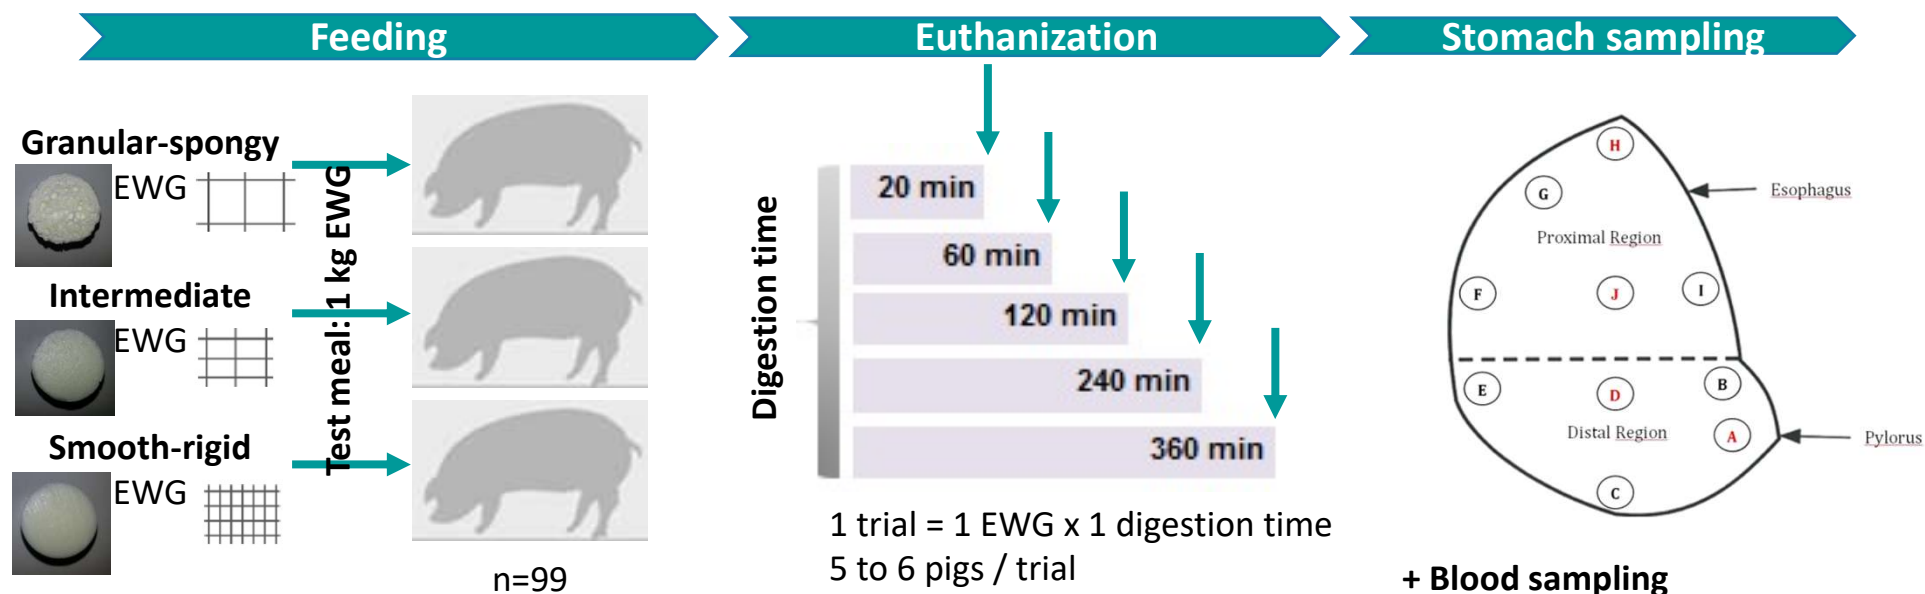 Feeding
Euthanization
Stomach sampling
Granular-spongy
EWG
Intermediate
EWG
Smooth-rigid
EWG
Test meal: 1 kg EWG
n=99
Digestion time
20 min
60 min
120 min
240 min
360 min
1 trial = 1 EWG x 1 digestion time
5 to 6 pigs / trial
H
G
Esophagus
Proximal Region
F
J
I
E
D
B
Distal Region
A
Pylorus
C
+ Blood sampling